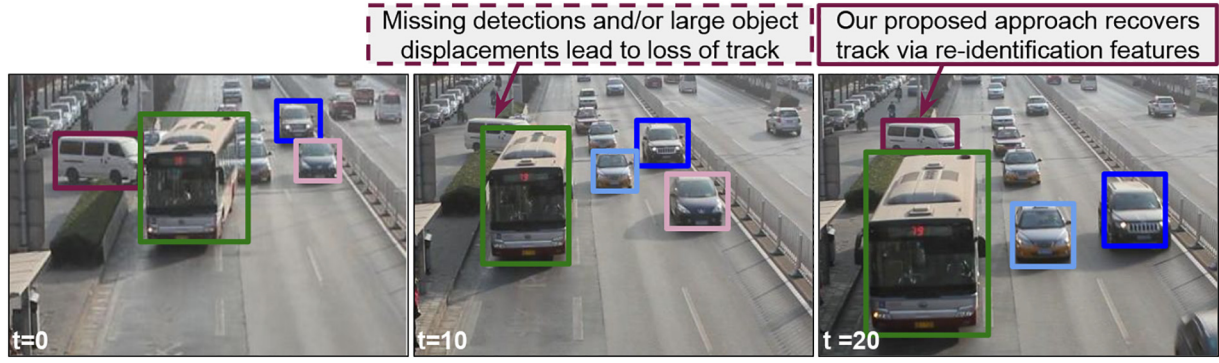 Missing detections and/or large object
displacements lead to loss of track
Our proposed approach recovers
track via re-identification features
t=0
t=10
t =20